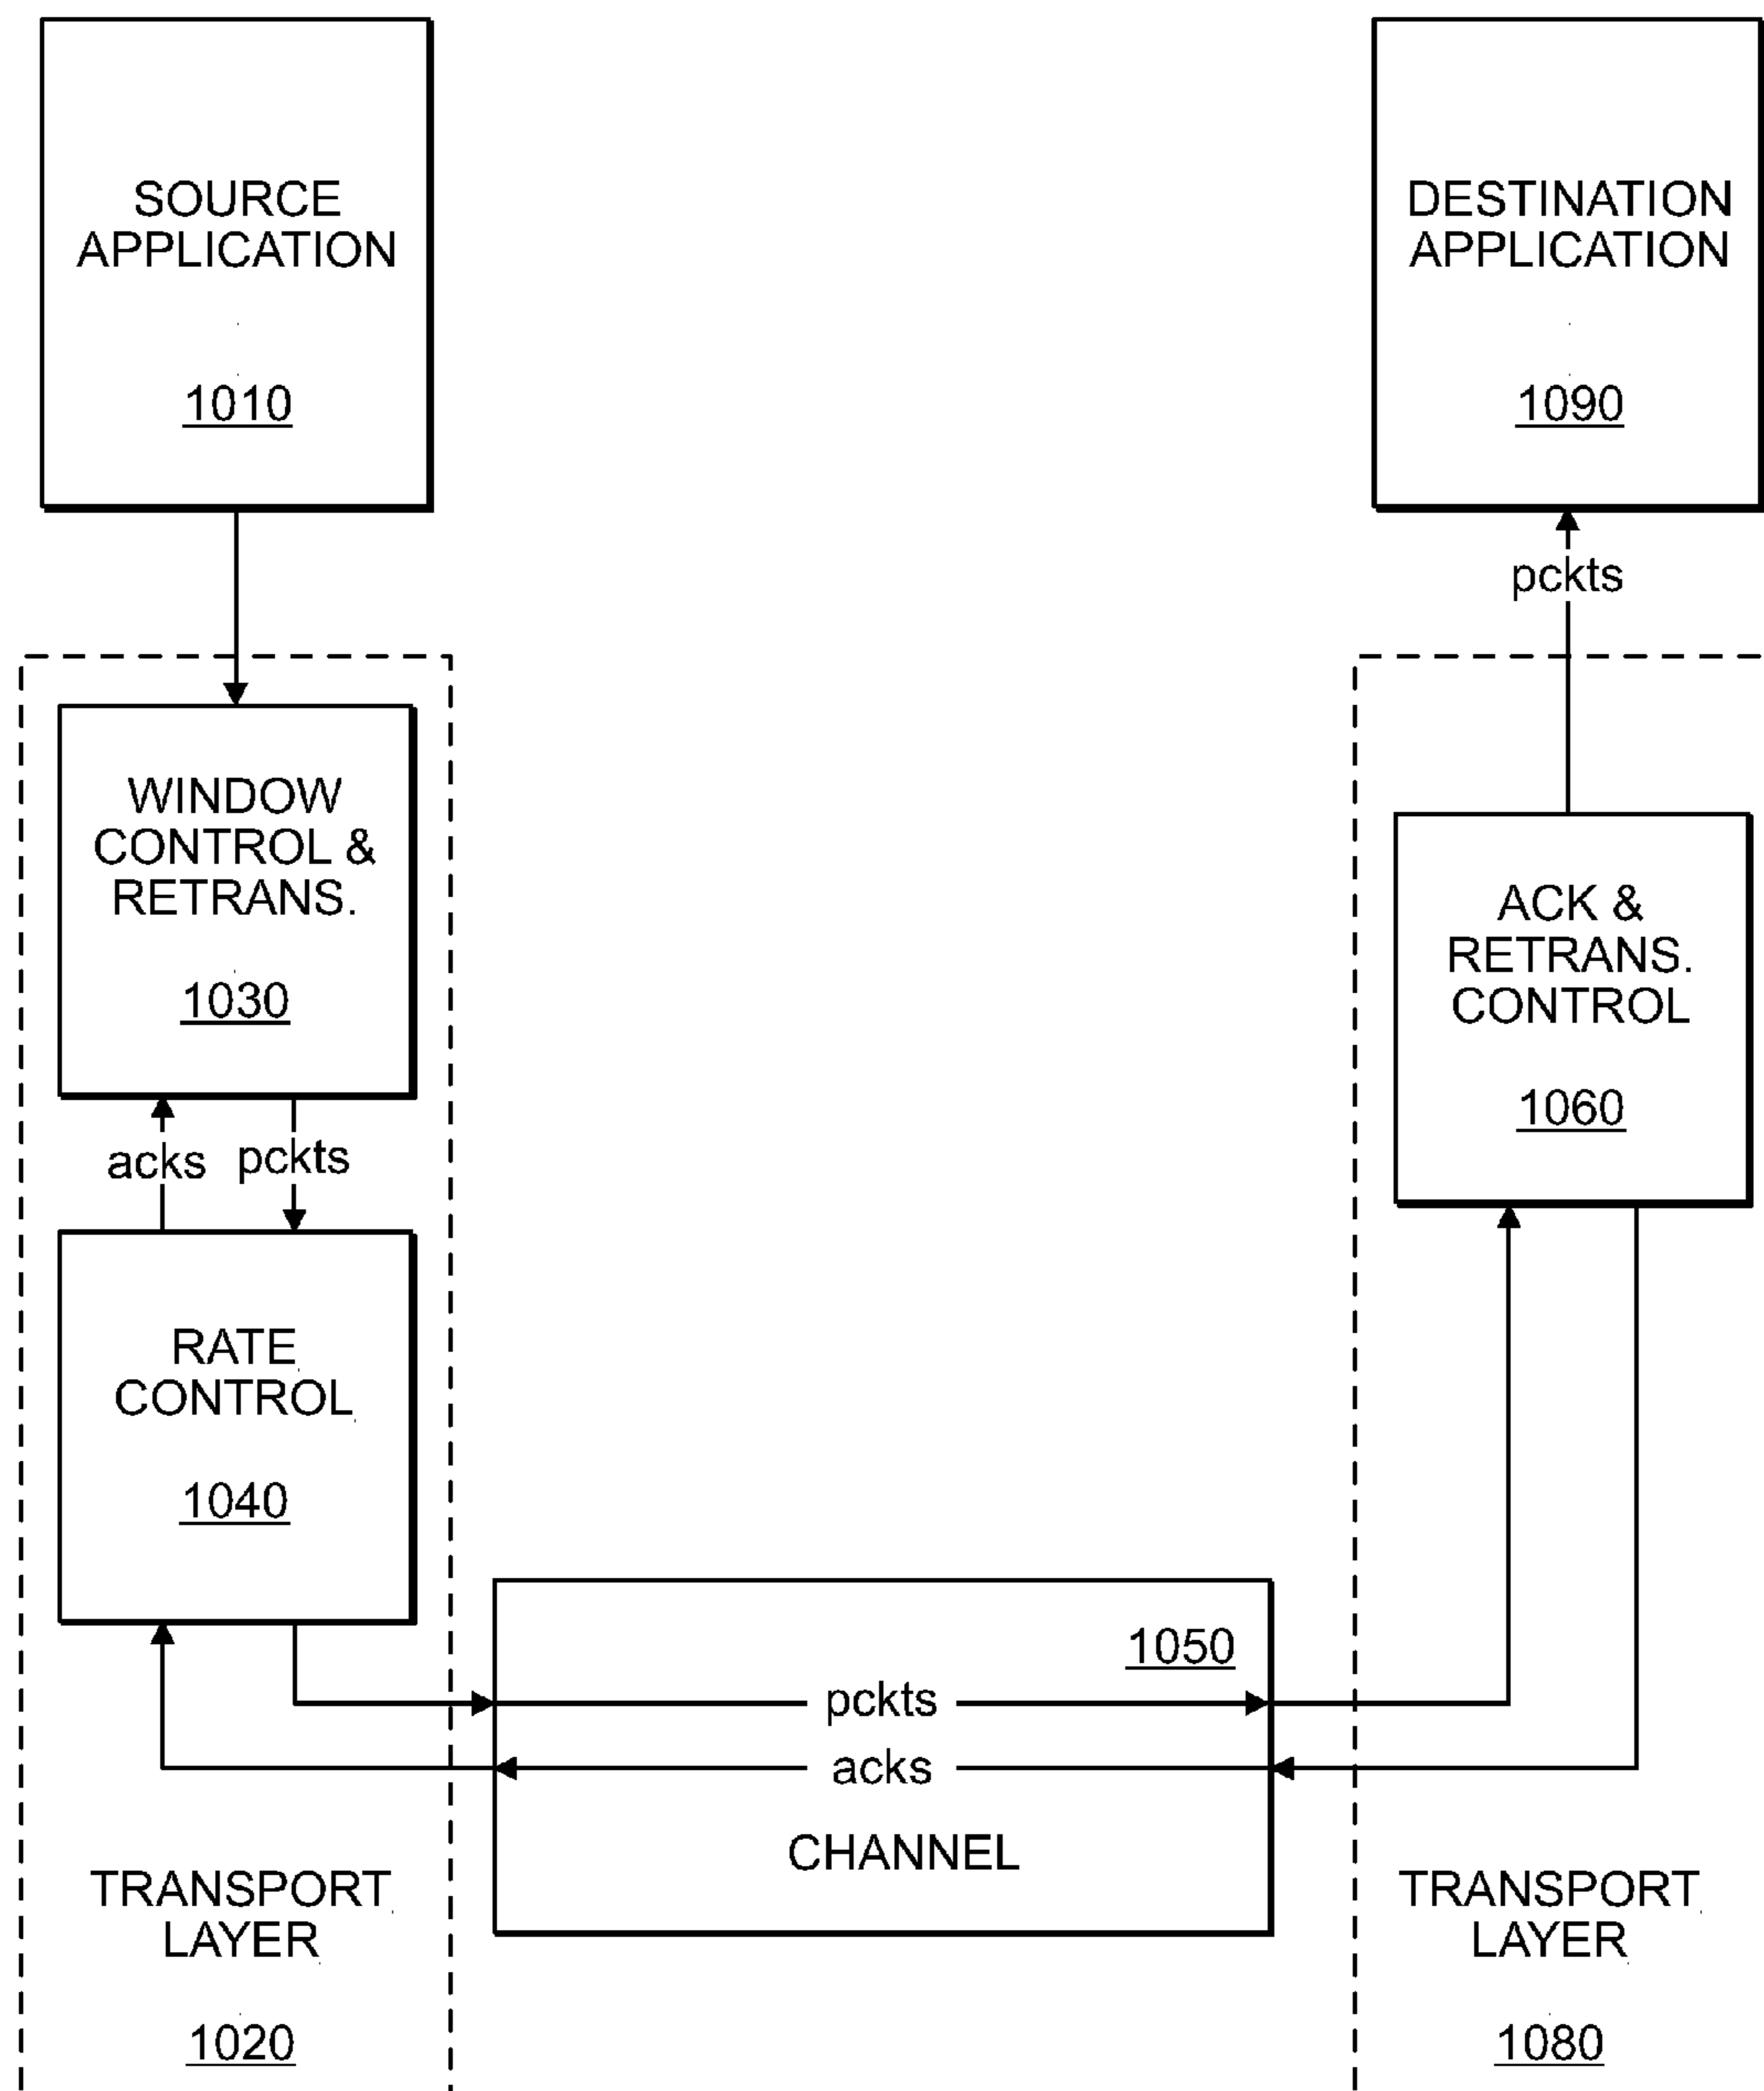 SOURCE
APPLICATION
1010
DESTINATION
APPLICATION
1090
pckts
WINDOW
CONTROL &
RETRANS.
1030
acks pckts
RATE
CONTROL
1040
ACK &
RETRANS.
CONTROL
1060
1050
pckts
acks
CHANNEL
TRANSPORT
LAYER
1020
TRANSPORT
LAYER
1080